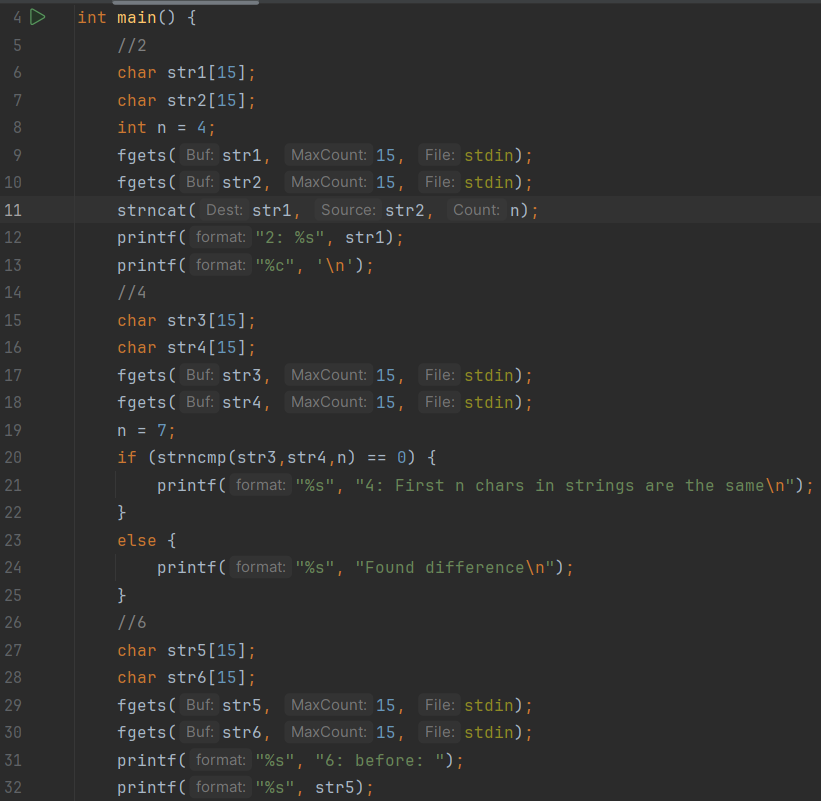 4 int main() {
5 //2
6 char str1[15];
7 char str2[15];
8 int n = 4;
9 fgets( Buf: str1, MaxCount: 15, File: stdin);
10 fgets( Buf: str2, MaxCount: 15, File: stdin);
11 strncat( Dest: str1, Source: str2, Count: n);
12 printf( format: "2: %s", str1);
13 printf( format: "%c", '\n');
14 //4
15 char str3[15];
16 char str4[15];
17 fgets( Buf: str3, MaxCount: 15, File: stdin);
18 fgets( Buf: str4, MaxCount: 15, File: stdin);
19 n = 7;
20 if (strncmp(str3,str4,n) == 0) {
21 printf( format: "%s", "4: First n chars in strings are the same\n");
22 }
23 else {
24 printf( format: "%s", "Found difference\n");
25 }
26 //6
27 char str5[15];
28 char str6[15];
29 fgets( Buf: str5, MaxCount: 15, File: stdin);
30 fgets( Buf: str6, MaxCount: 15, File: stdin);
31 printf( format: "%s", "6: before: ");
32 printf( format: "%s", str5);